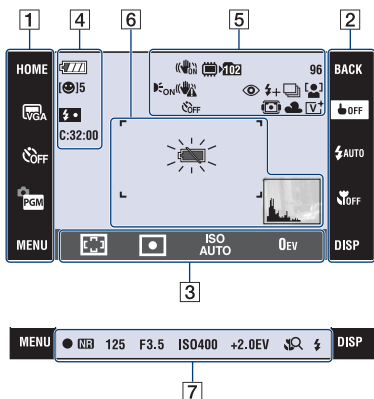 1
4
6
5
2
HOME
ON
102
96
BACK
[☻]5
ON
OFF
VGA
OFF
C:32:00
V+
AUTO
OFF
PGM
OFF
MENU
ISO
AUTO
0EV
DISP
3
MENU
NR 125 F3.5 ISO400 +2.0EV
DISP
7